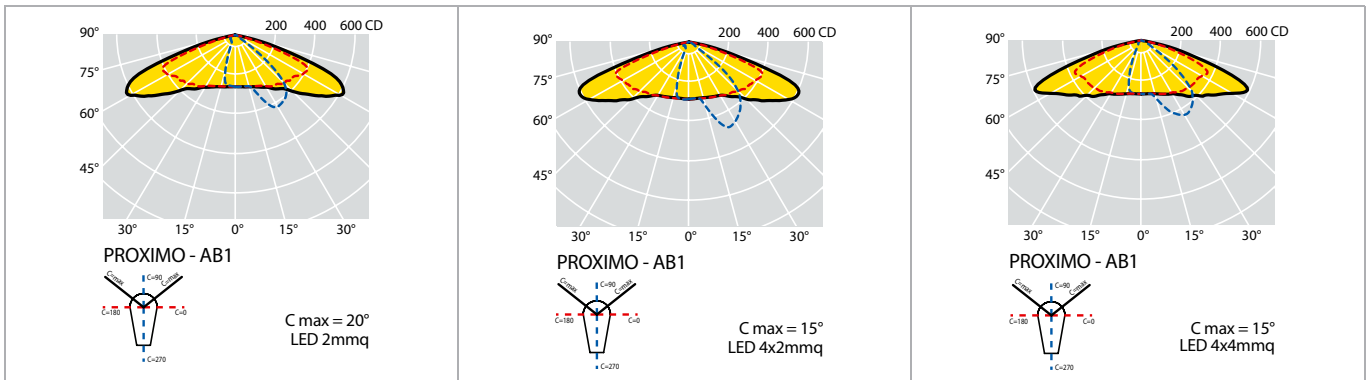 200 400 600 CD
90°
75°
60°
45°
30° 15° 0° 15° 30°
PROXIMO - AB1
C=max C=90 C=max
C=180 C=0
C=270
C max = 20°
LED 2mmq
200 400 600 CD
90°
75°
60°
45°
30° 15° 0° 15° 30°
PROXIMO - AB1
C=max C=90 C=max
C=180 C=0
C=270
C max = 15°
LED 4x2mmq
200 400 600 CD
90°
75°
60°
45°
30° 15° 0° 15° 30°
PROXIMO - AB1
C=max C=90 C=max
C=180 C=0
C=270
C max = 15°
LED 4x4mmq